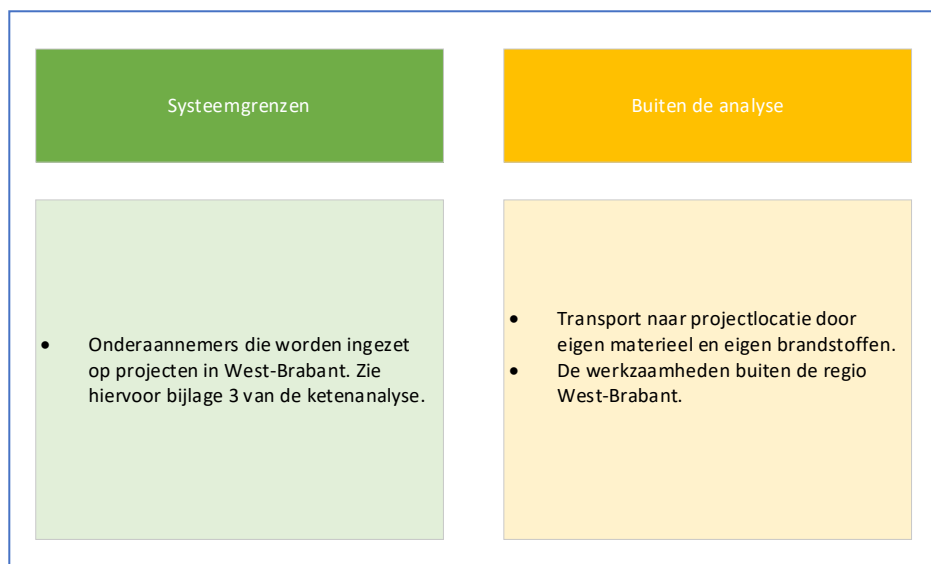 Systeemgrenzen
Buiten de analyse
• Onderaannemers die worden ingezet
op projecten in West-Brabant. Zie
hiervoor bijlage 3 van de ketenanalyse.
• Transport naar projectlocatie door
eigen materieel en eigen brandstoffen.
• De werkzaamheden buiten de regio
West-Brabant.